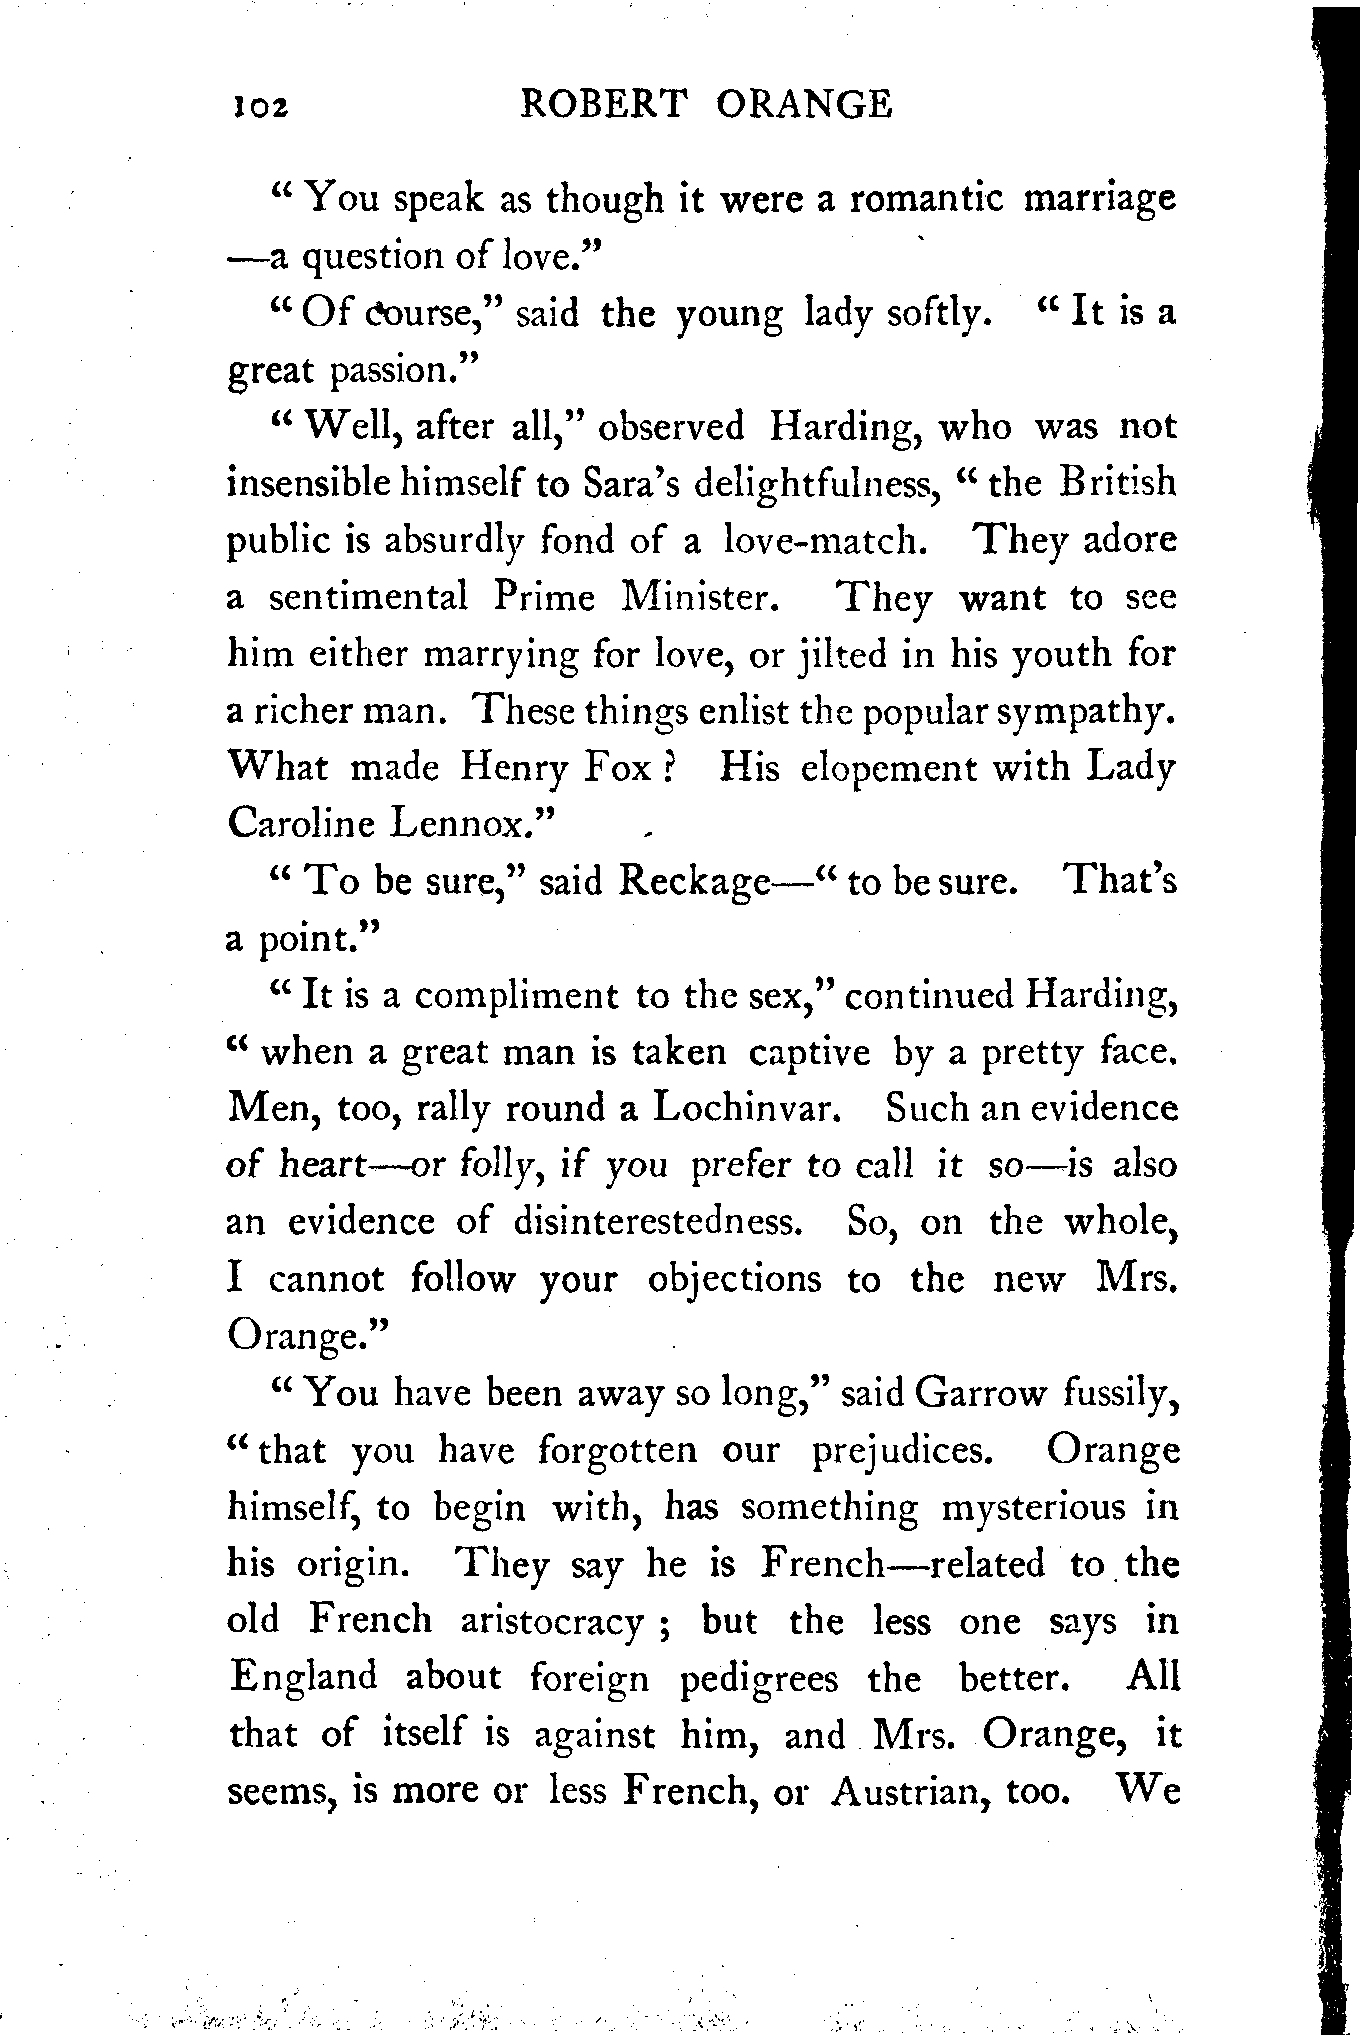 102 ROBERT ORANGE
“ You speak as though it were a romantic marriage
—a question of love.”
“ Of course,” said the young lady softly. “ It is a
great passion.”
“ Well, after all,” observed Harding, who was not
insensible himself to Sara’s delightfulness, “ the British
public is absurdly fond of a love-match. They adore
a sentimental Prime Minister. They want to see
him either marrying for love, or jilted in his youth for
a richer man. These things enlist the popular sympathy.
What made Henry Fox ? His elopement with Lady
Caroline Lennox.”
“ To be sure,” said Reckage—“ to be sure. That’s
a point.”
“ It is a compliment to the sex,” continued Harding,
“ when a great man is taken captive by a pretty face.
Men, too, rally round a Lochinvar. Such an evidence
of heart—or folly, if you prefer to call it so—is also
an evidence of disinterestedness. So, on the whole,
I cannot follow your objections to the new Mrs.
Orange.”
“ You have been away so long,” said Garrow fussily,
“ that you have forgotten our prejudices. Orange
himself, to begin with, has something mysterious in
his origin. They say he is French—related to the
old French aristocracy ; but the less one says in
England about foreign pedigrees the better. All
that of itself is against him, and Mrs. Orange, it
seems, is more or less French, or Austrian, too. We